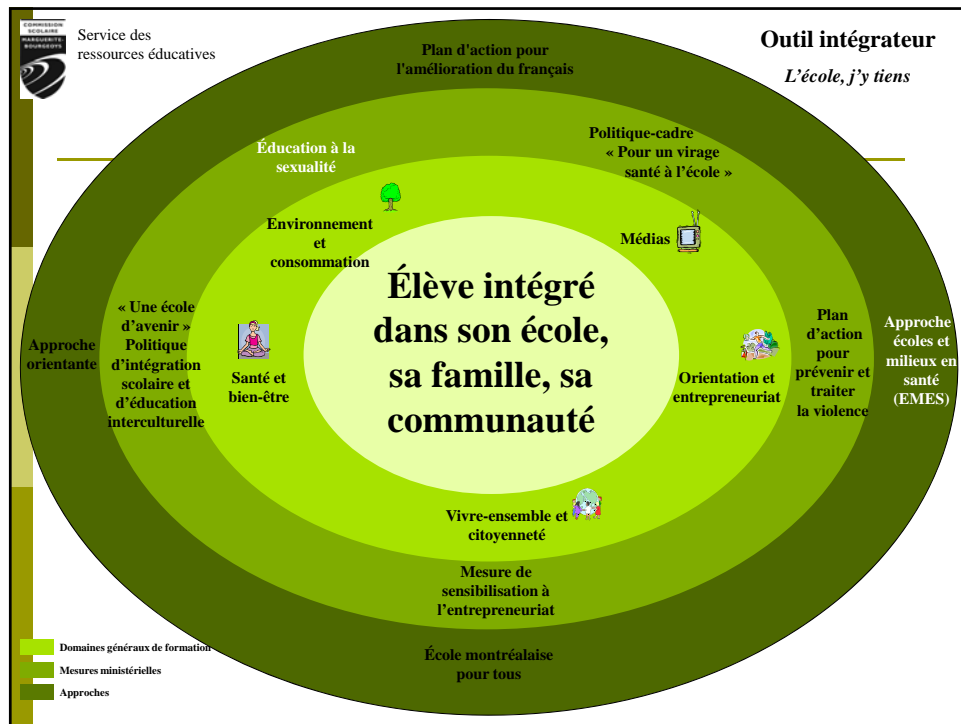 COMMISSION
SCOLAIRE
MARGUERITE-
BOURGEOYS
Service des
ressources éducatives
Outil intégrateur
L'école, j'y tiens
Plan d'action pour
l'amélioration du français
Éducation à la
sexualité
Politique-cadre
« Pour un virage
santé à l'école »
Environnement
et
consommation
Médias
Élève intégré
dans son école,
sa famille, sa
communauté
Approche
orientante
« Une école
d'avenir »
Politique
d'intégration
scolaire et
d'éducation
interculturelle
Santé et
bien-être
Orientation et
entrepreneuriat
Plan
d'action
pour
prévenir et
traiter
la violence
Approche
écoles et
milieux en
santé
(EMES)
Vivre-ensemble et
citoyenneté
Mesure de
sensibilisation à
l'entrepreneuriat
École montréalaise
pour tous
Domaines généraux de formation
Mesures ministérielles
Approches